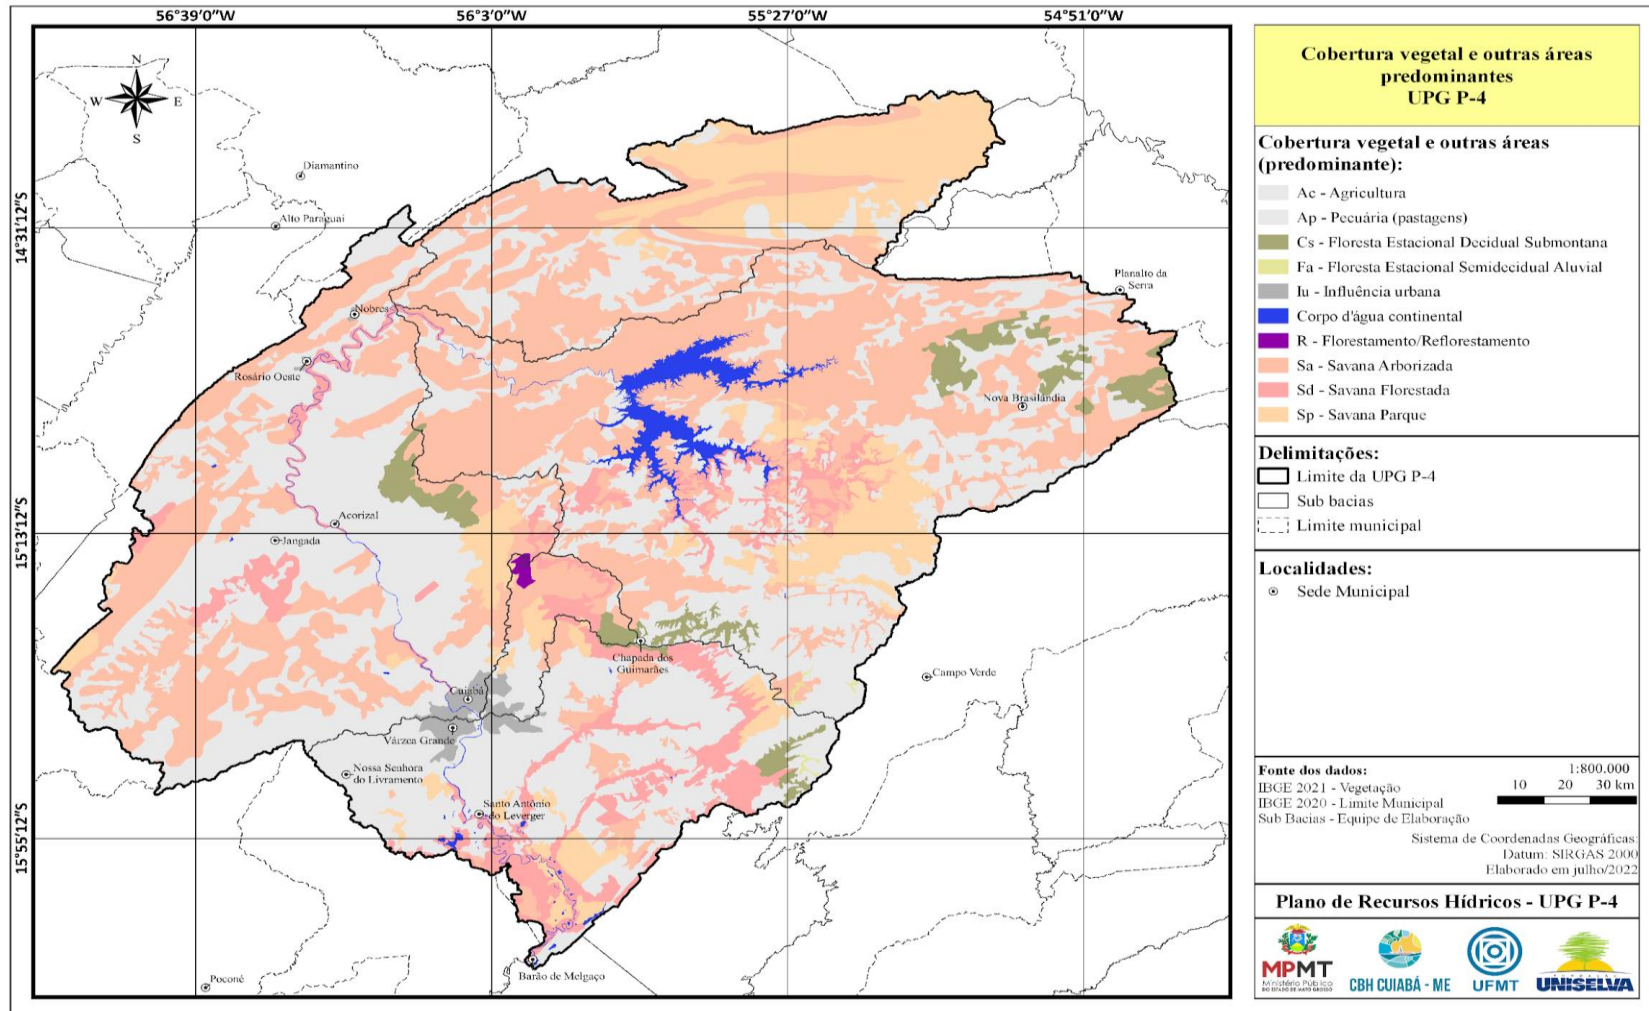 56°39'0"W
56°3'0"W
55°27'0"W
54°51'0"W
14°31'12"S
15°13'12"S
15°55'12"S
N
W
E
S
Diamantino
Alto Paraguai
Nobres
Rosário Oeste
Planalto da
Serra
Nova Brasilândia
Acorizal
Jangada
Chapada dos
Guimarães
Campo Verde
Cuiabá
Várzea Grande
Nossa Senhora
do Livramento
Santo Antônio
do Leverger
Barão de Melgaço
Poconé
Cobertura vegetal e outras áreas
predominantes
UPG P-4
Cobertura vegetal e outras áreas
(predominante):
Ac - Agricultura
Ap - Pecuária (pastagens)
Cs - Floresta Estacional Decidual Submontana
Fa - Floresta Estacional Semidecidual Aluvial
Iu - Influência urbana
Corpo d'água continental
R - Florestamento/Reflorestamento
Sa - Savana Arborizada
Sd - Savana Florestada
Sp - Savana Parque
Delimitações:
Limite da UPG P-4
Sub bacias
Limite municipal
Localidades:
Sede Municipal
Fonte dos dados:
IBGE 2021 - Vegetação
IBGE 2020 - Limite Municipal
Sub Bacias - Equipe de Elaboração
1:800.000
10 20 30 km
Sistema de Coordenadas Geográficas:
Datum: SIRGAS 2000
Elaborado em julho/2022
Plano de Recursos Hídricos - UPG P-4
MPMT
Ministério Público
DO ESTADO DE MATO GROSSO
CBH CUIABÁ - ME
UFMT
UNISELVA